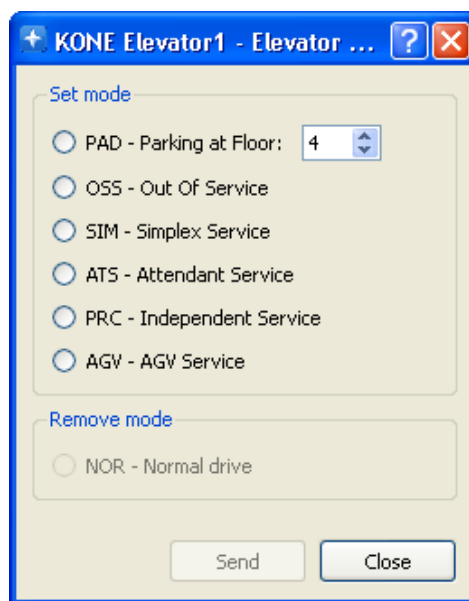 KONE Elevator1 - Elevator ...
Set mode
PAD - Parking at Floor: 4
OSS - Out Of Service
SIM - Simplex Service
ATS - Attendant Service
PRC - Independent Service
AGV - AGV Service
Remove mode
NOR - Normal drive
Send Close